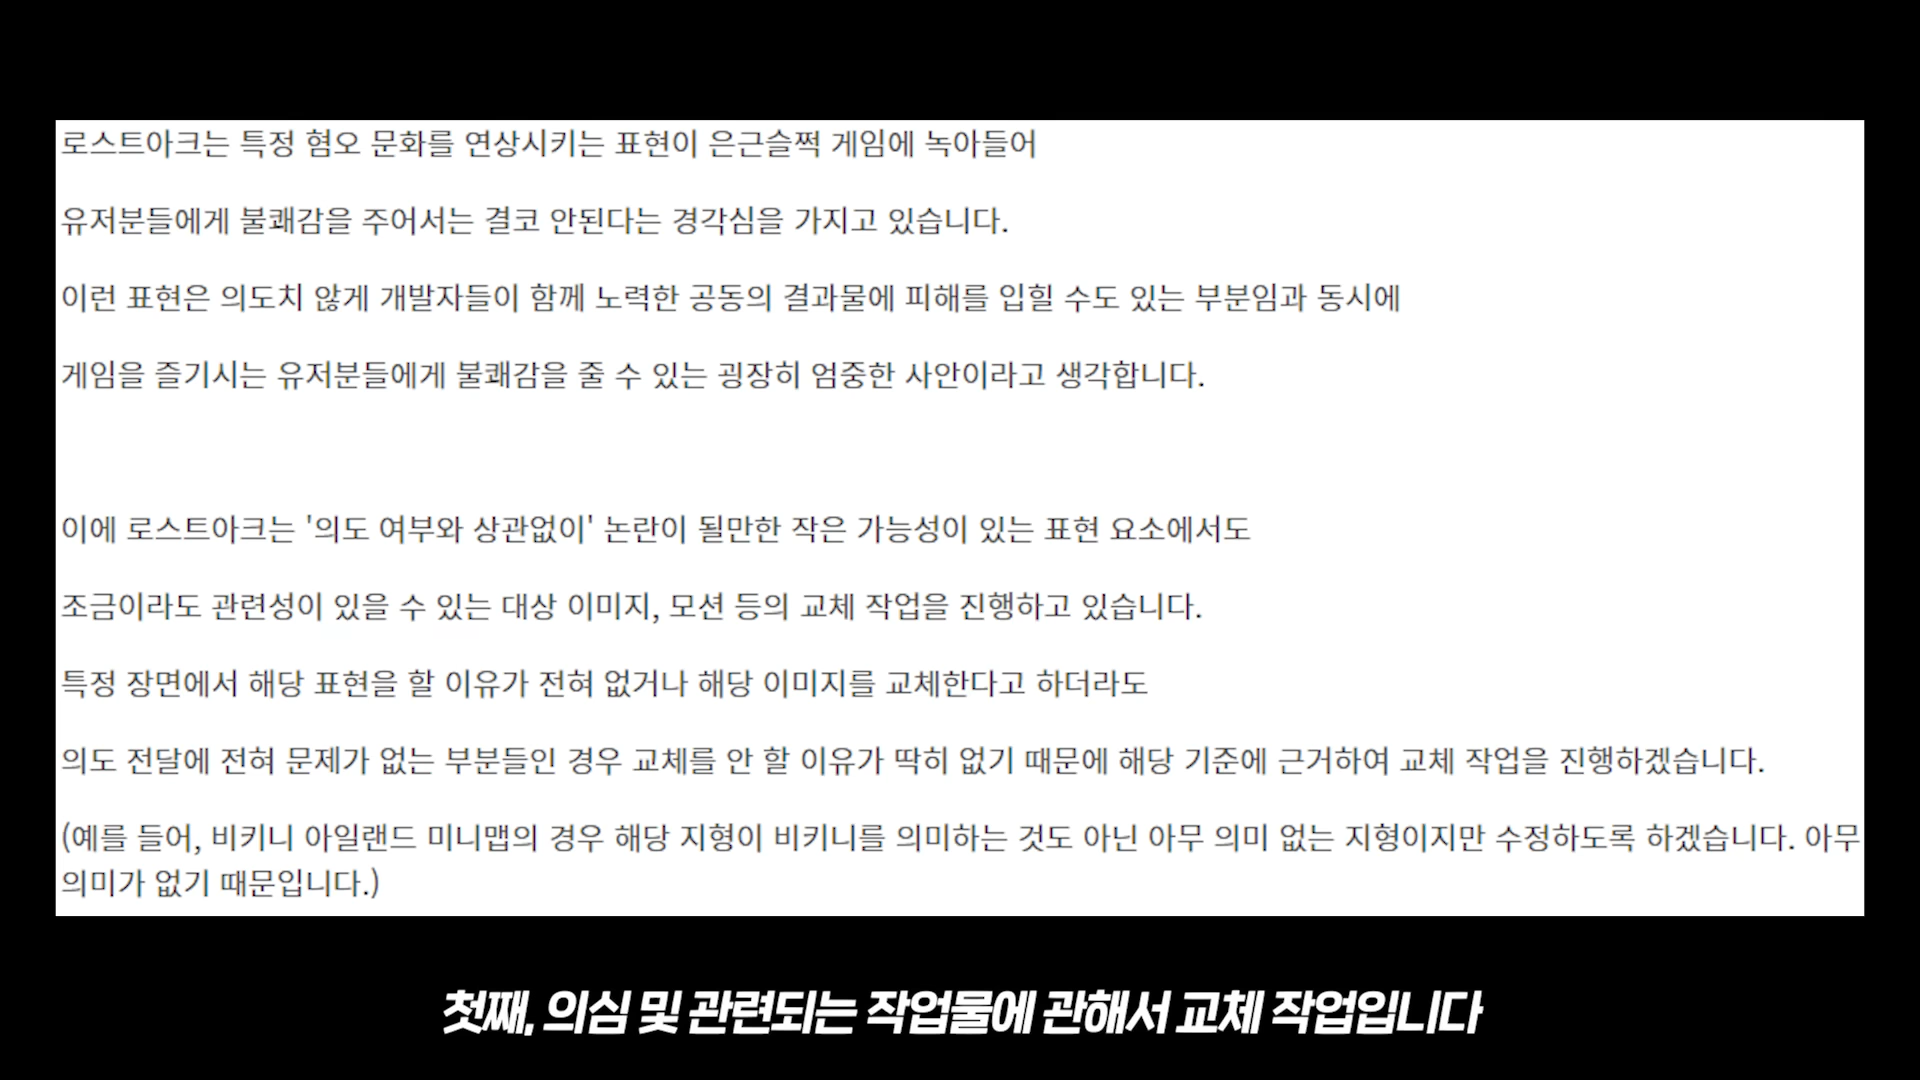 로스트아크는 특정 혐오 문화를 연상시키는 표현이 은근슬쩍 게임에 녹아들어
유저분들에게 불쾌감을 주어서는 결코 안된다는 경각심을 가지고 있습니다.
이런 표현은 의도치 않게 개발자들이 함께 노력한 공동의 결과물에 피해를 입힐 수도 있는 부분임과 동시에
게임을 즐기시는 유저분들에게 불쾌감을 줄 수 있는 굉장히 엄중한 사안이라고 생각합니다.
이에 로스트아크는 '의도 여부와 상관없이' 논란이 될만한 작은 가능성이 있는 표현 요소에서도
조금이라도 관련성이 있을 수 있는 대상 이미지, 모션 등의 교체 작업을 진행하고 있습니다.
특정 장면에서 해당 표현을 할 이유가 전혀 없거나 해당 이미지를 교체한다고 하더라도
의도 전달에 전혀 문제가 없는 부분들인 경우 교체를 안 할 이유가 딱히 없기 때문에 해당 기준에 근거하여 교체 작업을 진행하겠습니다.
(예를 들어, 비키니 아일랜드 미니맵의 경우 해당 지형이 비키니를 의미하는 것도 아닌 아무 의미 없는 지형이지만 수정하도록 하겠습니다. 아무
의미가 없기 때문입니다.)
첫째, 의심 및 관련되는 작업물에 관해서 교체 작업입니다